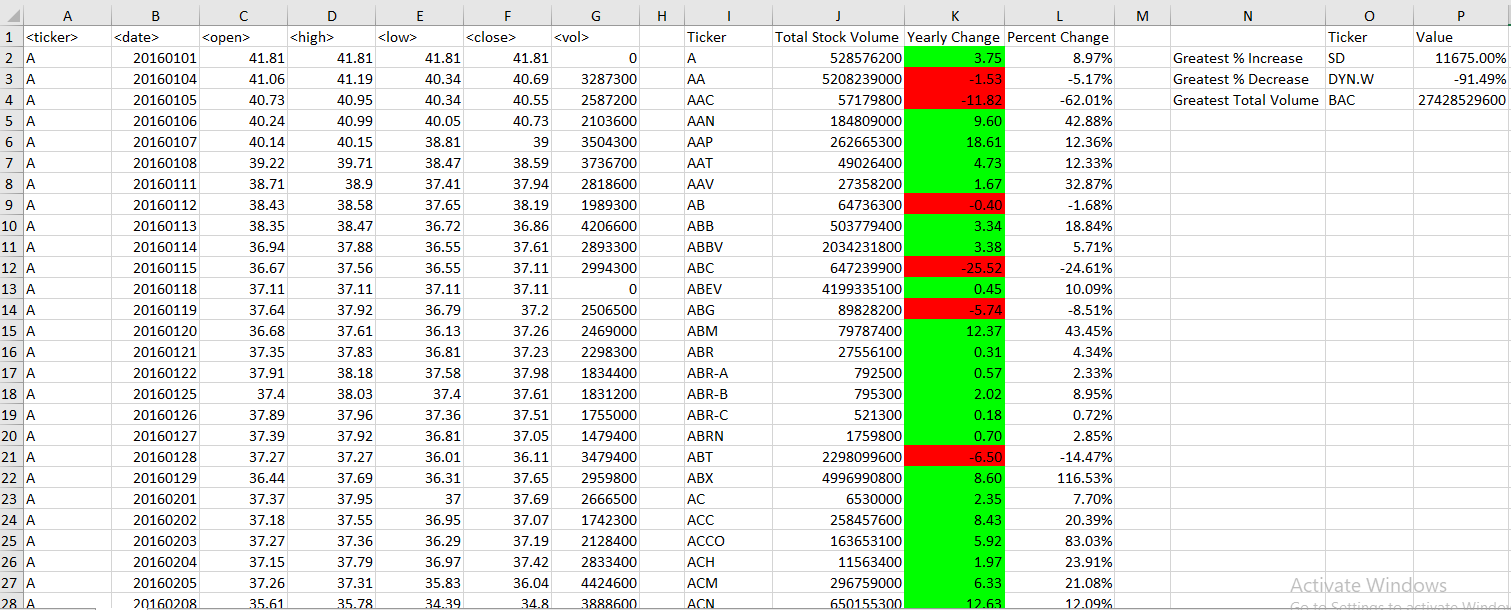 A B C D E F G H I J K L M N O P
1 <ticker> <date> <open> <high> <low> <close> <vol> Ticker Total Stock Volume Yearly Change Percent Change Ticker Value
2 A 20160101 41.81 41.81 41.81 41.81 0 A 528576200 3.75 8.97% Greatest % Increase SD 11675.00%
3 A 20160104 41.06 41.19 40.34 40.69 3287300 AA 5208239000 -1.53 -5.17% Greatest % Decrease DYN.W -91.49%
4 A 20160105 40.73 40.95 40.34 40.55 2587200 AAC 57179800 -11.82 -62.01% Greatest Total Volume BAC 27428529600
5 A 20160106 40.24 40.99 40.05 40.73 2103600 AAN 184809000 9.60 42.88%
6 A 20160107 40.14 40.15 38.81 39 3504300 AAP 262665300 18.61 12.36%
7 A 20160108 39.22 39.71 38.47 38.59 3736700 AAT 49026400 4.73 12.33%
8 A 20160111 38.71 38.9 37.41 37.94 2818600 AAV 27358200 1.67 32.87%
9 A 20160112 38.43 38.58 37.65 38.19 1989300 AB 64736300 -0.40 -1.68%
10 A 20160113 38.35 38.47 36.72 36.86 4206600 ABB 503779400 3.34 18.84%
11 A 20160114 36.94 37.88 36.55 37.61 2893300 ABBV 2034231800 3.38 5.71%
12 A 20160115 36.67 37.56 36.55 37.11 2994300 ABC 647239900 -25.52 -24.61%
13 A 20160118 37.11 37.11 37.11 37.11 0 ABEV 4199335100 0.45 10.09%
14 A 20160119 37.64 37.92 36.79 37.2 2506500 ABG 89828200 -5.74 -8.51%
15 A 20160120 36.68 37.61 36.13 37.26 2469000 ABM 79787400 12.37 43.45%
16 A 20160121 37.35 37.83 36.81 37.23 2298300 ABR 27556100 0.31 4.34%
17 A 20160122 37.91 38.18 37.58 37.98 1834400 ABR-A 792500 0.57 2.33%
18 A 20160125 37.4 38.03 37.4 37.61 1831200 ABR-B 795300 2.02 8.95%
19 A 20160126 37.89 37.96 37.36 37.51 1755000 ABR-C 521300 0.18 0.72%
20 A 20160127 37.39 37.92 36.81 37.05 1479400 ABRN 1759800 0.70 2.85%
21 A 20160128 37.27 37.27 36.01 36.11 3479400 ABT 2298099600 -6.50 -14.47%
22 A 20160129 36.44 37.69 36.31 37.65 2959800 ABX 4996990800 8.60 116.53%
23 A 20160201 37.37 37.95 37 37.69 2666500 AC 6530000 2.35 7.70%
24 A 20160202 37.18 37.55 36.95 37.07 1742300 ACC 258457600 8.43 20.39%
25 A 20160203 37.27 37.36 36.29 37.19 2128400 ACCO 163653100 5.92 83.03%
26 A 20160204 37.15 37.79 36.97 37.42 2833400 ACH 11563400 1.97 23.91%
27 A 20160205 37.26 37.31 35.83 36.04 4424600 ACM 296759000 6.33 21.08%
Activate Windows
28 A 20160208 35.61 35.78 34.39 34.8 3888600 ACN 650155300 12.63 12.09%
Go to Settings to activate Windows